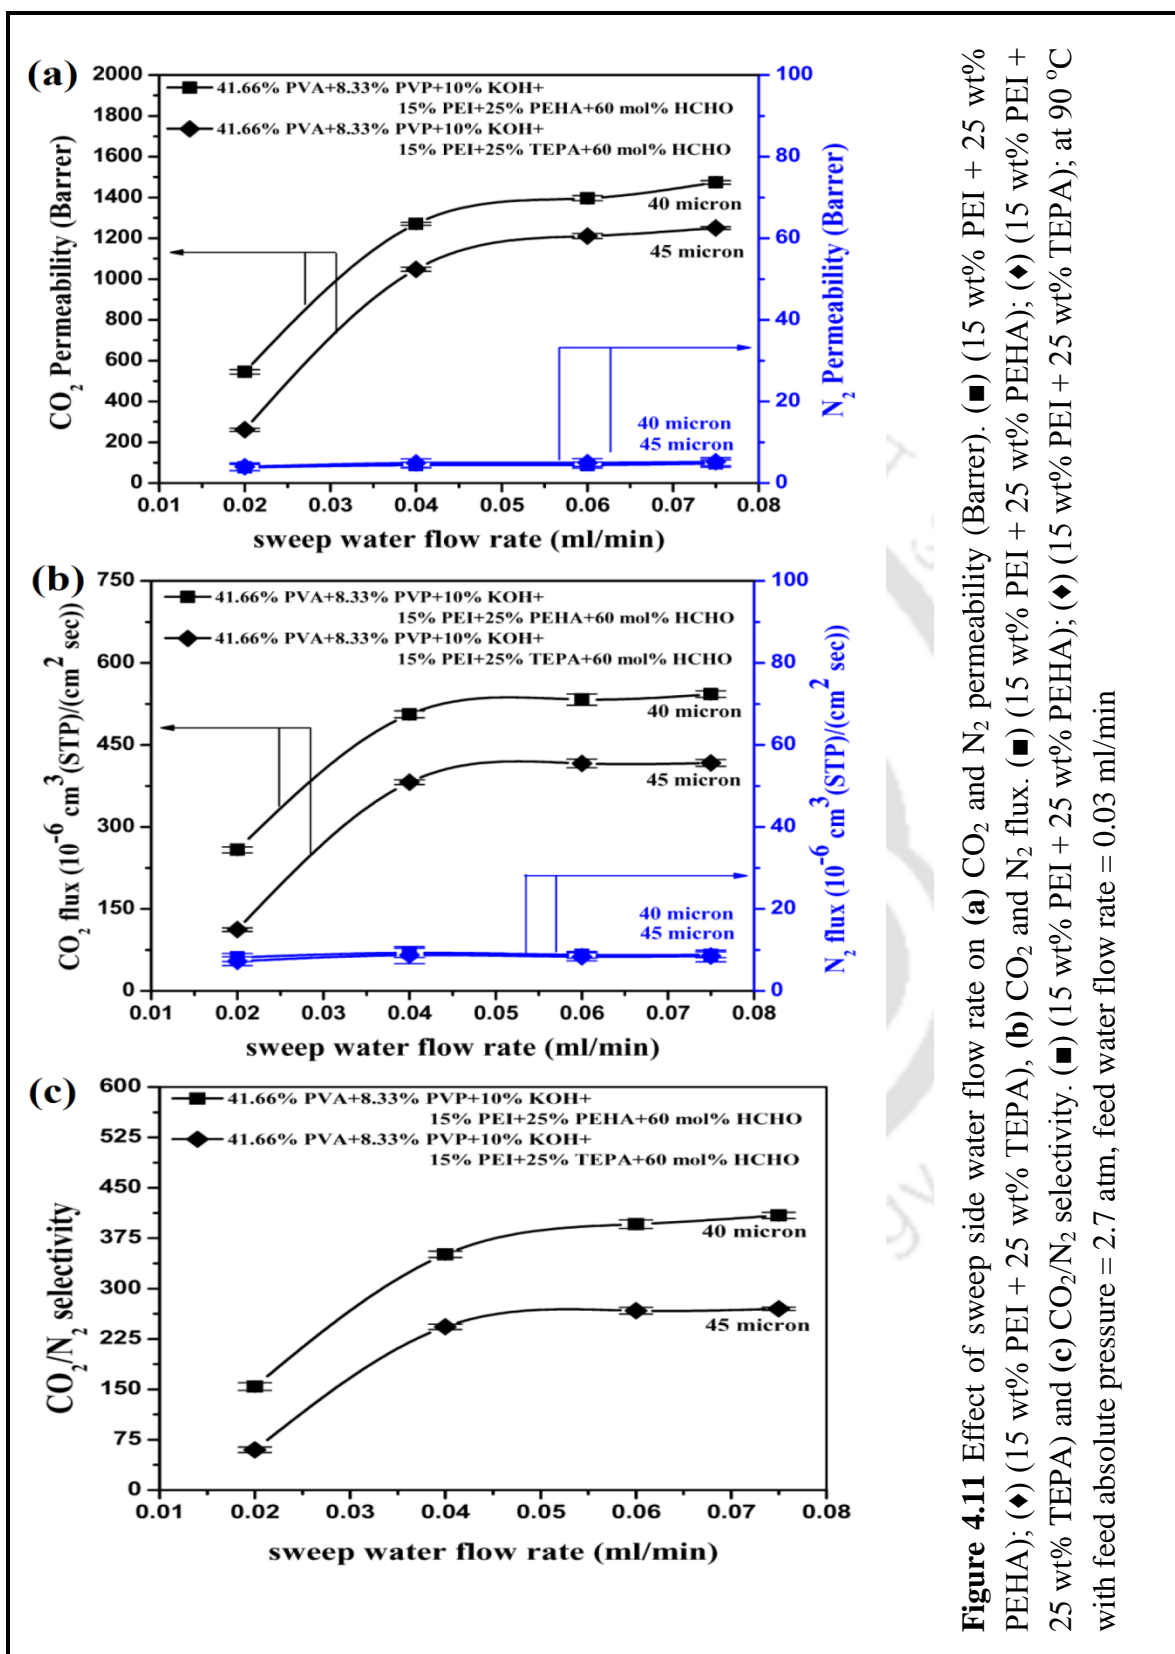 (a)
2000
1800
1600
1400
1200
1000
800
600
400
200
0
CO2 Permeability (Barrer)
41.66% PVA+8.33% PVP+10% KOH+
15% PEI+25% PEHA+60 mol% HCHO
41.66% PVA+8.33% PVP+10% KOH+
15% PEI+25% TEPA+60 mol% HCHO
40 micron
45 micron
40 micron
45 micron
100
80
60
40
20
0
N2 Permeability (Barrer)
0.01 0.02 0.03 0.04 0.05 0.06 0.07 0.08
sweep water flow rate (ml/min)
(b)
750
600
450
300
150
0
CO2 flux (10-6 cm3(STP)/(cm2 sec))
41.66% PVA+8.33% PVP+10% KOH+
15% PEI+25% PEHA+60 mol% HCHO
41.66% PVA+8.33% PVP+10% KOH+
15% PEI+25% TEPA+60 mol% HCHO
40 micron
45 micron
40 micron
45 micron
100
80
60
40
20
0
N2 flux (10-6 cm3(STP)/(cm2 sec))
0.01 0.02 0.03 0.04 0.05 0.06 0.07 0.08
sweep water flow rate (ml/min)
(c)
600
525
450
375
300
225
150
75
0
CO2/N2 selectivity
41.66% PVA+8.33% PVP+10% KOH+
15% PEI+25% PEHA+60 mol% HCHO
41.66% PVA+8.33% PVP+10% KOH+
15% PEI+25% TEPA+60 mol% HCHO
40 micron
45 micron
0.01 0.02 0.03 0.04 0.05 0.06 0.07 0.08
sweep water flow rate (ml/min)
Figure 4.11 Effect of sweep side water flow rate on (a) CO2 and N2 permeability (Barrer). (■) (15 wt% PEI + 25 wt%
PEHA); (♦) (15 wt% PEI + 25 wt% TEPA), (b) CO2 and N2 flux. (■) (15 wt% PEI + 25 wt% PEHA); (♦) (15 wt% PEI +
25 wt% TEPA) and (c) CO2/N2 selectivity. (■) (15 wt% PEI + 25 wt% PEHA); (♦) (15 wt% PEI + 25 wt% TEPA); at 90 °C
with feed absolute pressure = 2.7 atm, feed water flow rate = 0.03 ml/min